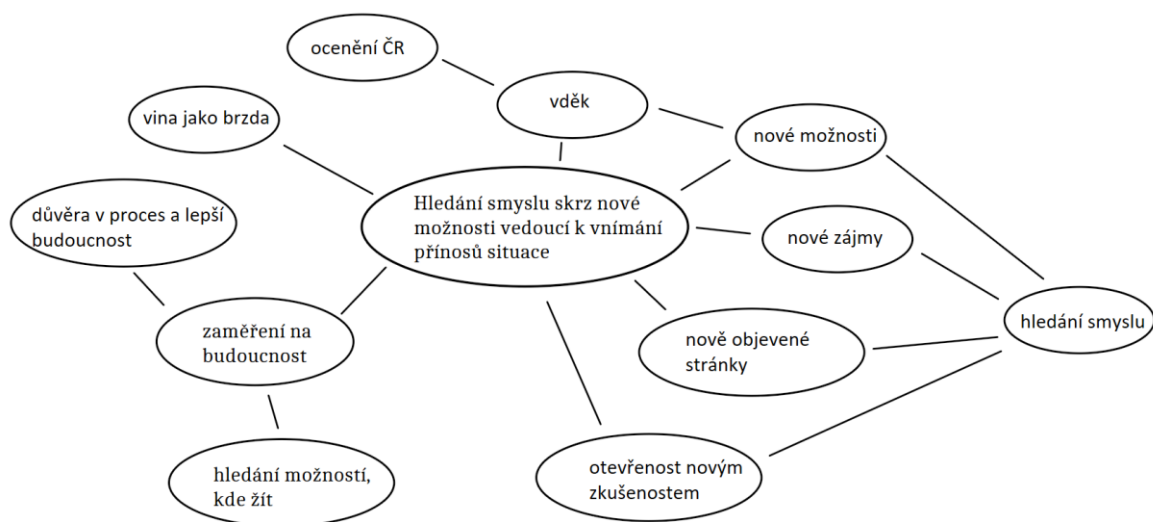 ocenění ČR
vděk
vina jako brzda
nové možnosti
Hledání smyslu skrz nové
možnosti vedoucí k vnímání
přínosů situace
důvěra v proces a lepší
budoucnost
nové zájmy
hledání smyslu
zaměření na
budoucnost
nově objevené
stránky
hledání možností,
kde žít
otevřenost novým
zkušenostem